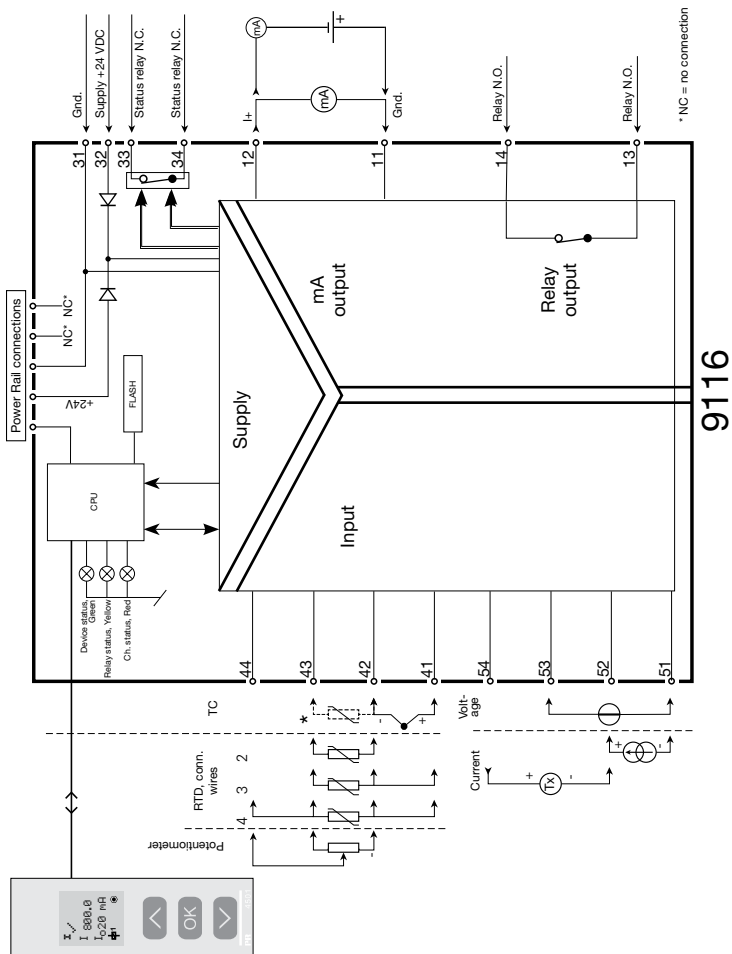 Gnd.
Supply +24 VDC
Status relay N.C.
Status relay N.C.
I+
mA
+
mA
Gnd.
Relay N.O.
Relay N.O.
* NC = no connection
31
32
33
34
12
11
14
13
Power Rail connections
NC*
NC*
+24V
FLASH
CPU
Device status,
Green
Relay status, Yellow
Ch. status, Red
Supply
mA
output
Relay
output
Input
9116
44
43
42
41
54
53
52
51
TC
*
-
+
Volt-
age
RTD, conn.
wires
2
3
4
Current
+
Tx
-
+
-
Potentiometer
-
I 800.0
Io20 mA
OK